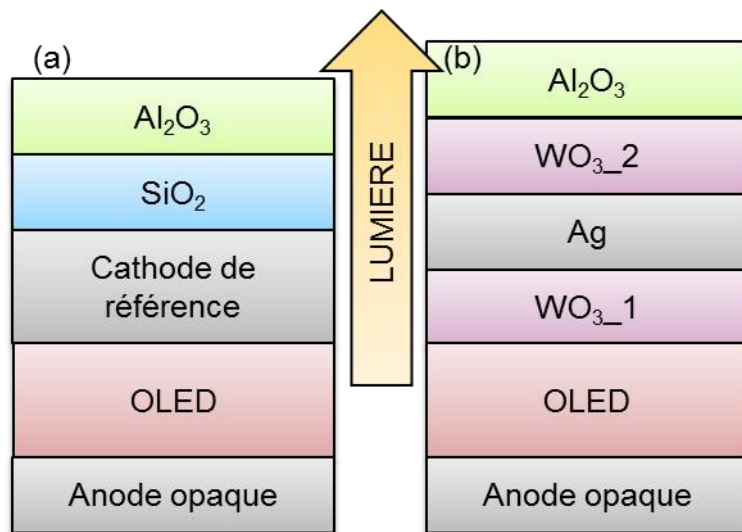 (a)
Al₂O₃
SiO₂
Cathode de
référence
OLED
Anode opaque
LUMIERE
(b)
Al₂O₃
WO₃_2
Ag
WO₃_1
OLED
Anode opaque